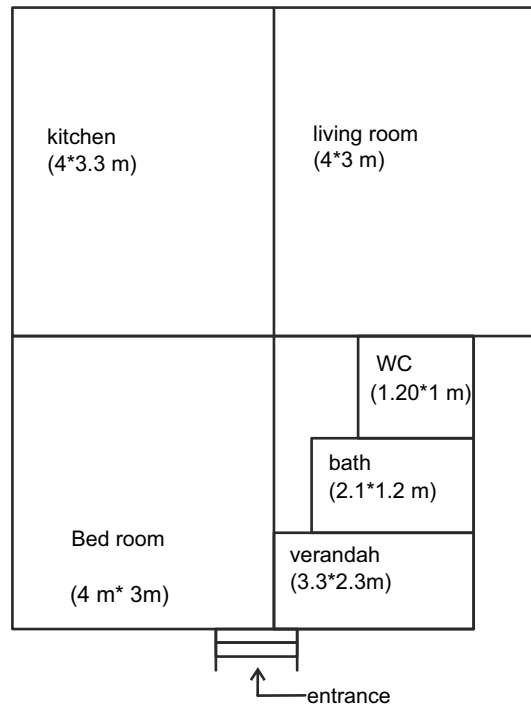 kitchen
(4*3.3 m)
living room
(4*3 m)
WC
(1.20*1 m)
bath
(2.1*1.2 m)
Bed room
(4 m* 3m)
verandah
(3.3*2.3m)
entrance